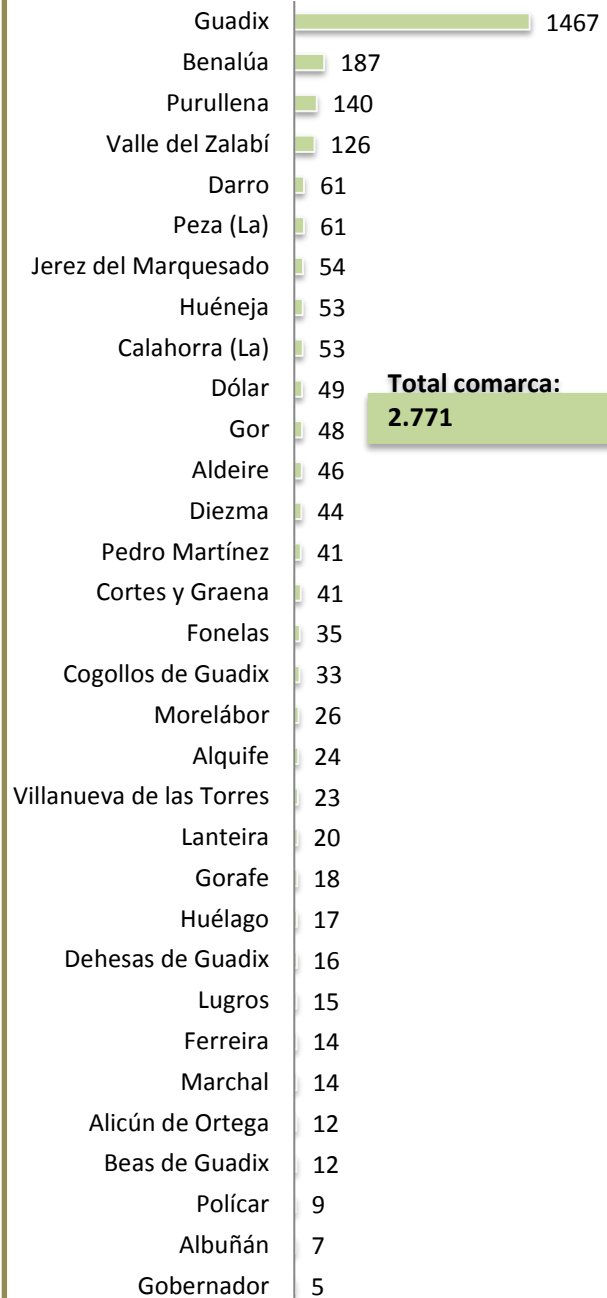 Guadix 1467
Benalúa 187
Purullena 140
Valle del Zalabí 126
Darro 61
Peza (La) 61
Jerez del Marquesado 54
Huéneja 53
Calahorra (La) 53
Dólar 49
Total comarca:
2.771
Gor 48
Aldeire 46
Diezma 44
Pedro Martínez 41
Cortes y Graena 41
Fonelas 35
Cogollos de Guadix 33
Morelábor 26
Alquife 24
Villanueva de las Torres 23
Lanteira 20
Gorafe 18
Huélago 17
Dehesas de Guadix 16
Lugros 15
Ferreira 14
Marchal 14
Alicún de Ortega 12
Beas de Guadix 12
Polícar 9
Albuñán 7
Gobernador 5